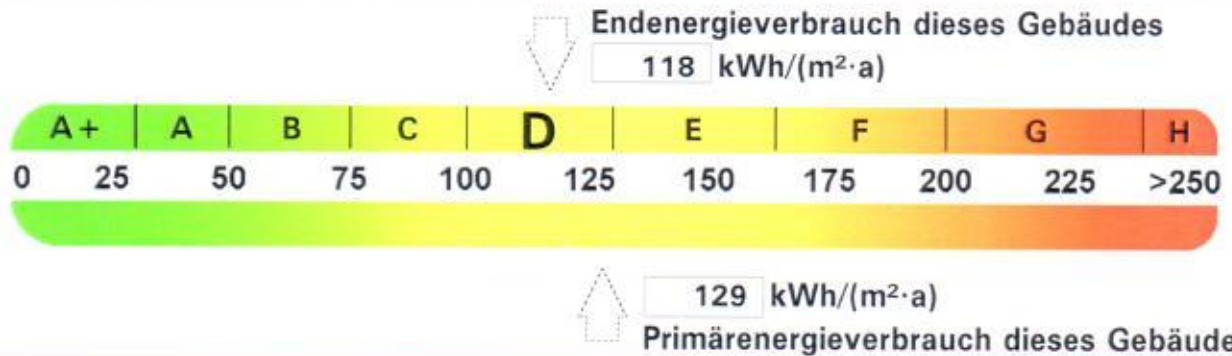 Endenergieverbrauch dieses Gebäudes
118 kWh/(m²·a)
A+ A B C D E F G H
0 25 50 75 100 125 150 175 200 225 >250
129 kWh/(m²·a)
Primärenergieverbrauch dieses Gebäude